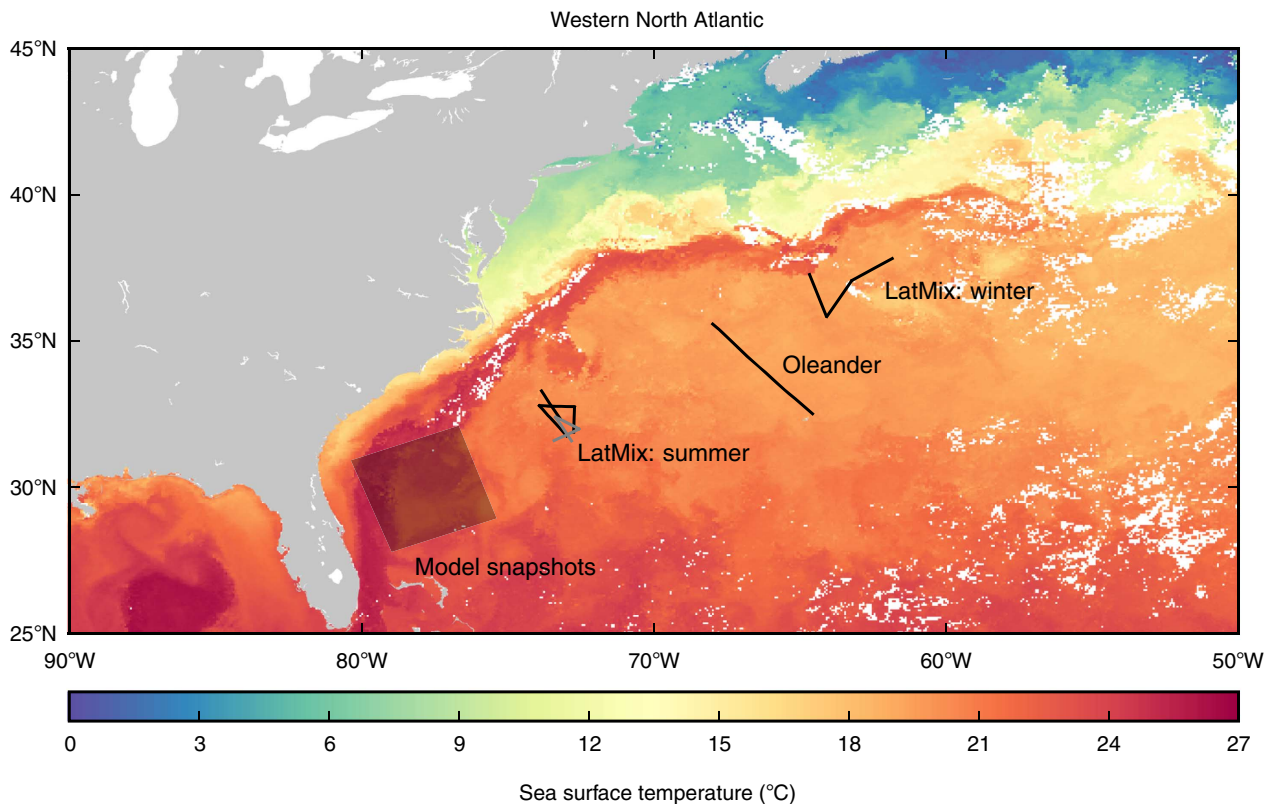 Western North Atlantic
45°N
40°N
35°N
30°N
25°N
LatMix: winter
Oleander
LatMix: summer
Model snapshots
90°W 80°W 70°W 60°W 50°W
0 3 6 9 12 15 18 21 24 27
Sea surface temperature (°C)